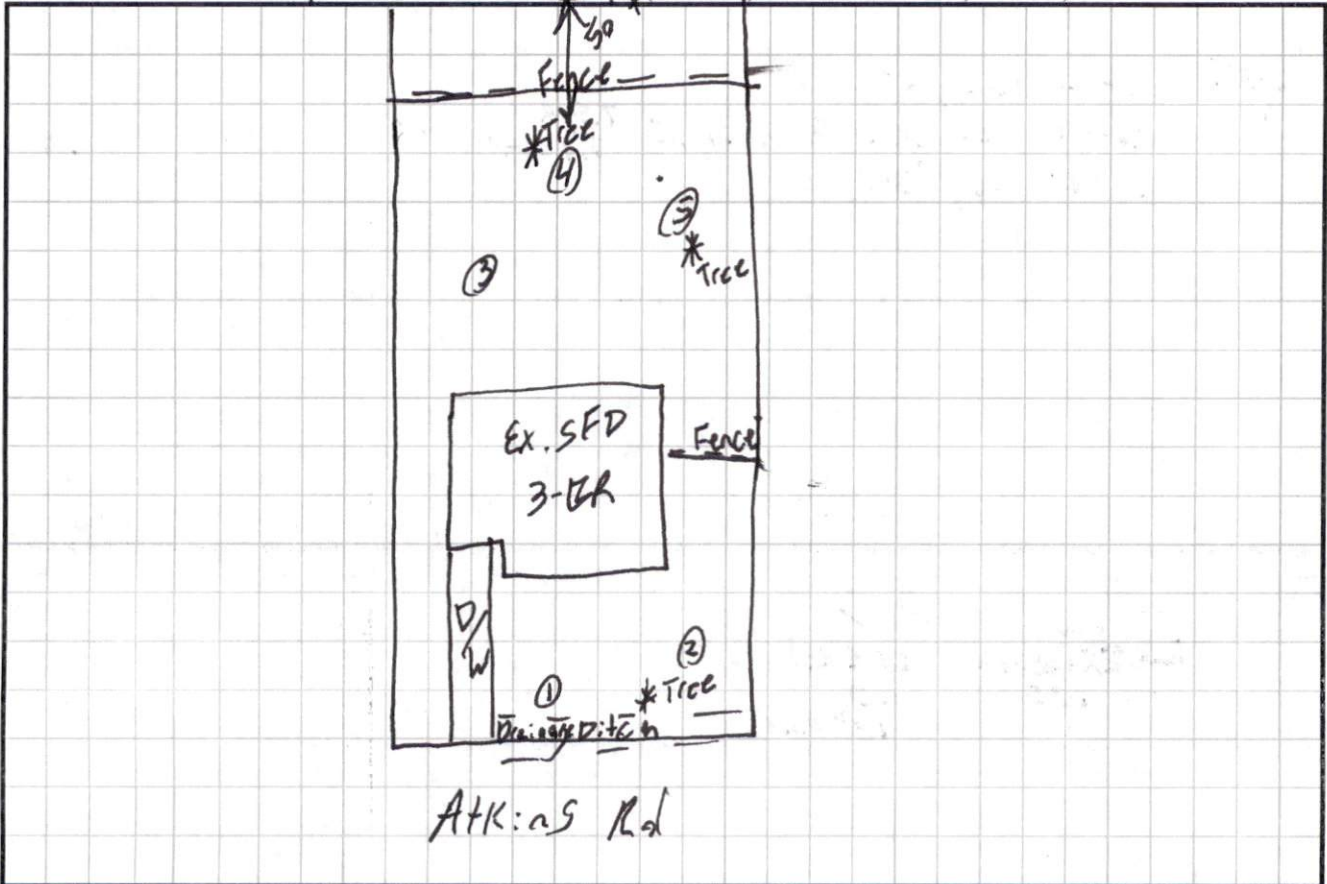 50
Fence
Tree
4
5
Tree
3
Ex. SFD
Fence
3-BR
D/W
2
1
Tree
Drainage Ditch
Atkins Rd